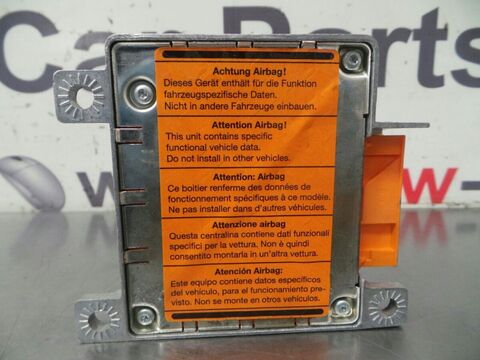 Car Parts
Achtung Airbag!
Dieses Gerät enthält für die Funktion
fahrzeugspezifische Daten.
Nicht in andere Fahrzeuge einbauen.
Attention Airbag!
This unit contains specific
functional vehicle data.
Do not install in other vehicles.
Attention: Airbag
Ce boitier renferme des données de
fonctionnement spécifiques à ce modèle.
Ne pas installer dans d'autres véhicules.
Attenzione airbag
Questa centralina contiene dati funzionali
specifici per la vettura. Non è quindi
consentito montarla in un'altra vettura.
Atención Airbag:
Este equipo contiene datos específicos
del vehículo, para el funcionamiento pre-
visto. Non se monte en otros vehículos.